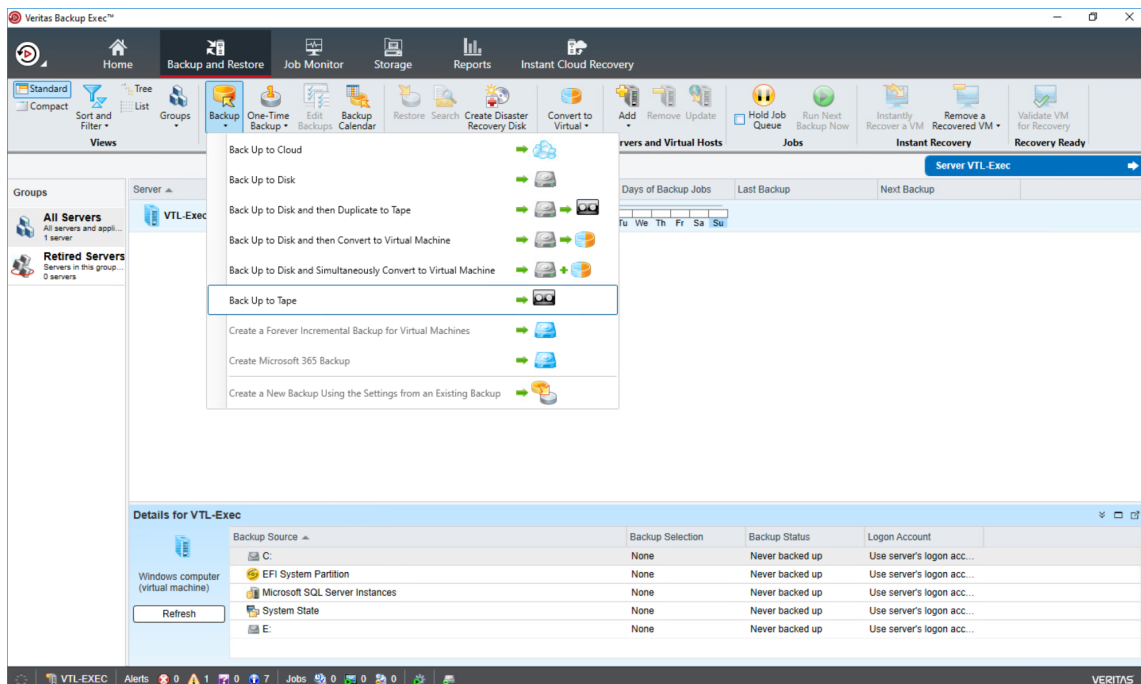 Veritas Backup Exec™
Home
Backup and Restore
Job Monitor
Storage
Reports
Instant Cloud Recovery
Standard
Compact
Sort and
Filter
Tree
List
Views
Groups
Backup
One-Time
Backup
Edit
Backups
Backup
Calendar
Restore
Search
Create Disaster
Recovery Disk
Convert to
Virtual
Add
Remove
Update
rvers and Virtual Hosts
Hold Job
Queue
Run Next
Backup Now
Jobs
Instantly
Recover a VM
Remove a
Recovered VM
Instant Recovery
Validate VM
for Recovery
Recovery Ready
Server VTL-Exec
Groups
All Servers
All servers and appli...
1 server
Retired Servers
Servers in this group...
0 servers
Server
Days of Backup Jobs
Last Backup
Next Backup
VTL-Exec
Tu We Th Fr Sa Su
Back Up to Cloud
Back Up to Disk
Back Up to Disk and then Duplicate to Tape
Back Up to Disk and then Convert to Virtual Machine
Back Up to Disk and Simultaneously Convert to Virtual Machine
Back Up to Tape
Create a Forever Incremental Backup for Virtual Machines
Create Microsoft 365 Backup
Create a New Backup Using the Settings from an Existing Backup
Details for VTL-Exec
Windows computer
(virtual machine)
Refresh
Backup Source Backup Selection Backup Status Logon Account
C: None Never backed up Use server's logon acc...
EFI System Partition None Never backed up Use server's logon acc...
Microsoft SQL Server Instances None Never backed up Use server's logon acc...
System State None Never backed up Use server's logon acc...
E: None Never backed up Use server's logon acc...
VTL-EXEC Alerts 0 1 0 7 Jobs 0 0 0
VERITAS